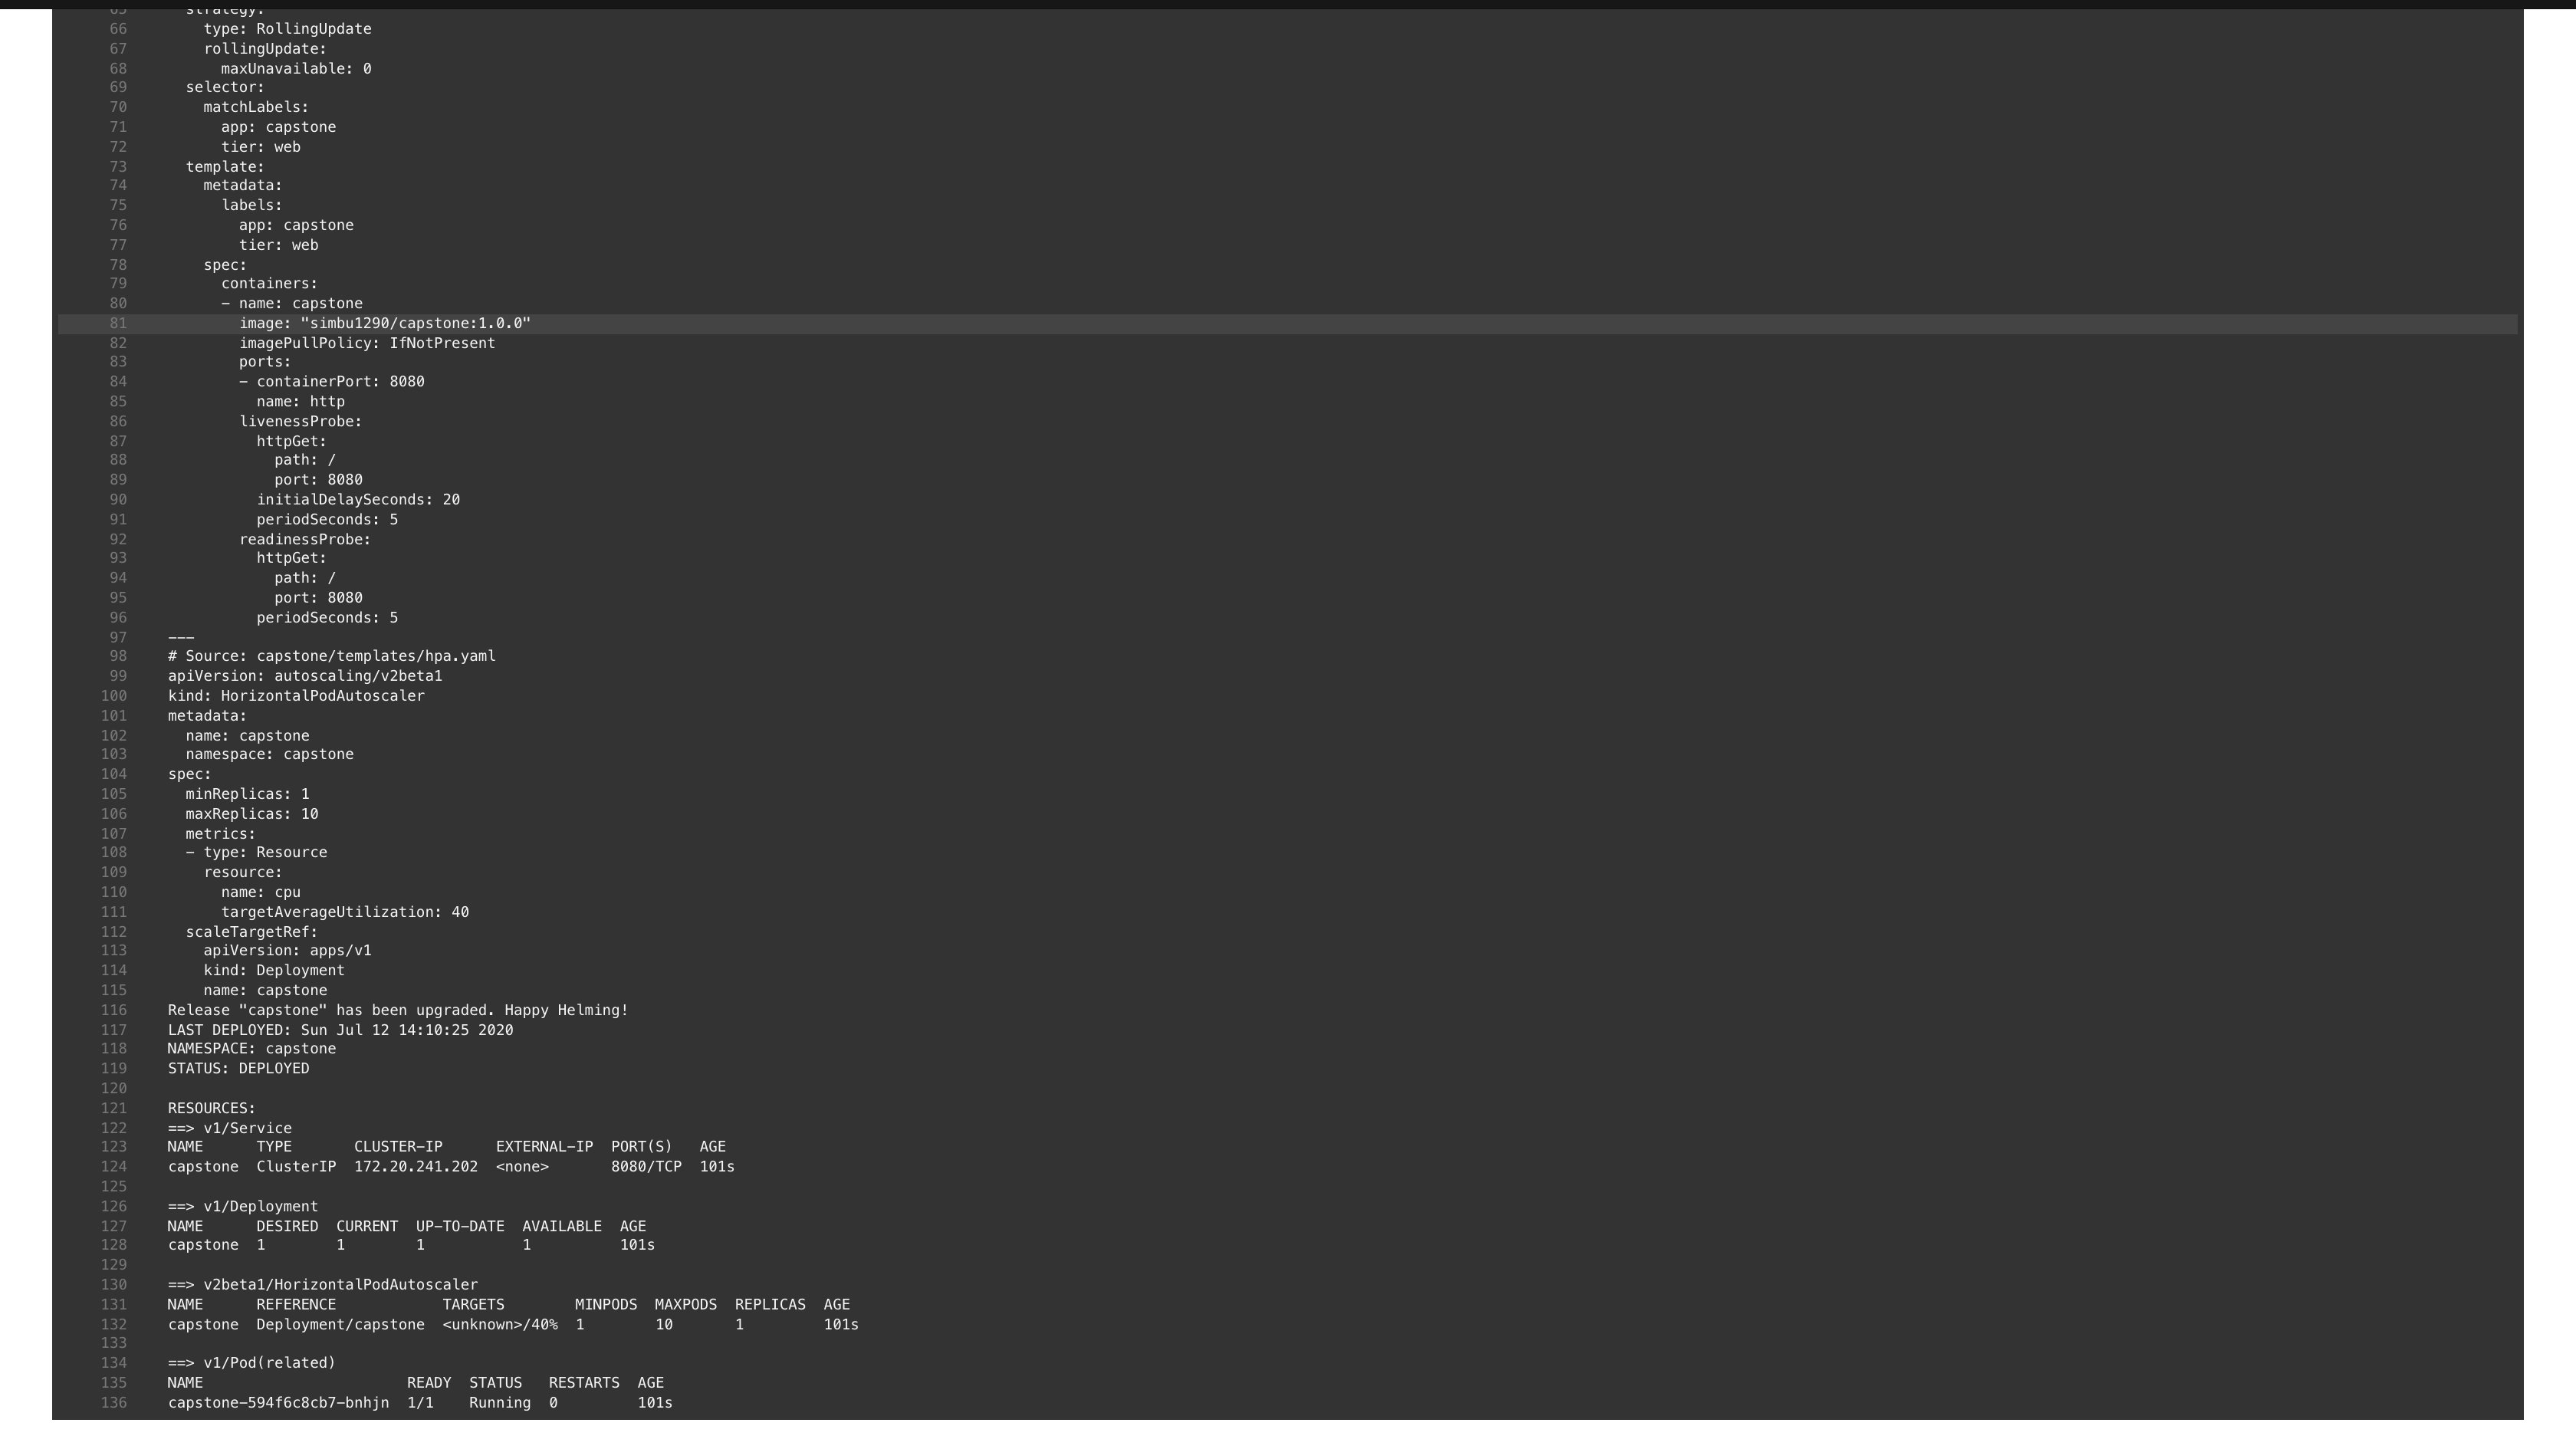 65 strategy:
66 type: RollingUpdate
67 rollingUpdate:
68 maxUnavailable: 0
69 selector:
70 matchLabels:
71 app: capstone
72 tier: web
73 template:
74 metadata:
75 labels:
76 app: capstone
77 tier: web
78 spec:
79 containers:
80 - name: capstone
81 image: "simbu1290/capstone:1.0.0"
82 imagePullPolicy: IfNotPresent
83 ports:
84 - containerPort: 8080
85 name: http
86 livenessProbe:
87 httpGet:
88 path: /
89 port: 8080
90 initialDelaySeconds: 20
91 periodSeconds: 5
92 readinessProbe:
93 httpGet:
94 path: /
95 port: 8080
96 periodSeconds: 5
97 ---
98 # Source: capstone/templates/hpa.yaml
99 apiVersion: autoscaling/v2beta1
100 kind: HorizontalPodAutoscaler
101 metadata:
102 name: capstone
103 namespace: capstone
104 spec:
105 minReplicas: 1
106 maxReplicas: 10
107 metrics:
108 - type: Resource
109 resource:
110 name: cpu
111 targetAverageUtilization: 40
112 scaleTargetRef:
113 apiVersion: apps/v1
114 kind: Deployment
115 name: capstone
116 Release "capstone" has been upgraded. Happy Helming!
117 LAST DEPLOYED: Sun Jul 12 14:10:25 2020
118 NAMESPACE: capstone
119 STATUS: DEPLOYED
120
121 RESOURCES:
122 ==> v1/Service
123 NAME TYPE CLUSTER-IP EXTERNAL-IP PORT(S) AGE
124 capstone ClusterIP 172.20.241.202 <none> 8080/TCP 101s
125
126 ==> v1/Deployment
127 NAME DESIRED CURRENT UP-TO-DATE AVAILABLE AGE
128 capstone 1 1 1 1 101s
129
130 ==> v2beta1/HorizontalPodAutoscaler
131 NAME REFERENCE TARGETS MINPODS MAXPODS REPLICAS AGE
132 capstone Deployment/capstone <unknown>/40% 1 10 1 101s
133
134 ==> v1/Pod(related)
135 NAME READY STATUS RESTARTS AGE
136 capstone-594f6c8cb7-bnhjn 1/1 Running 0 101s